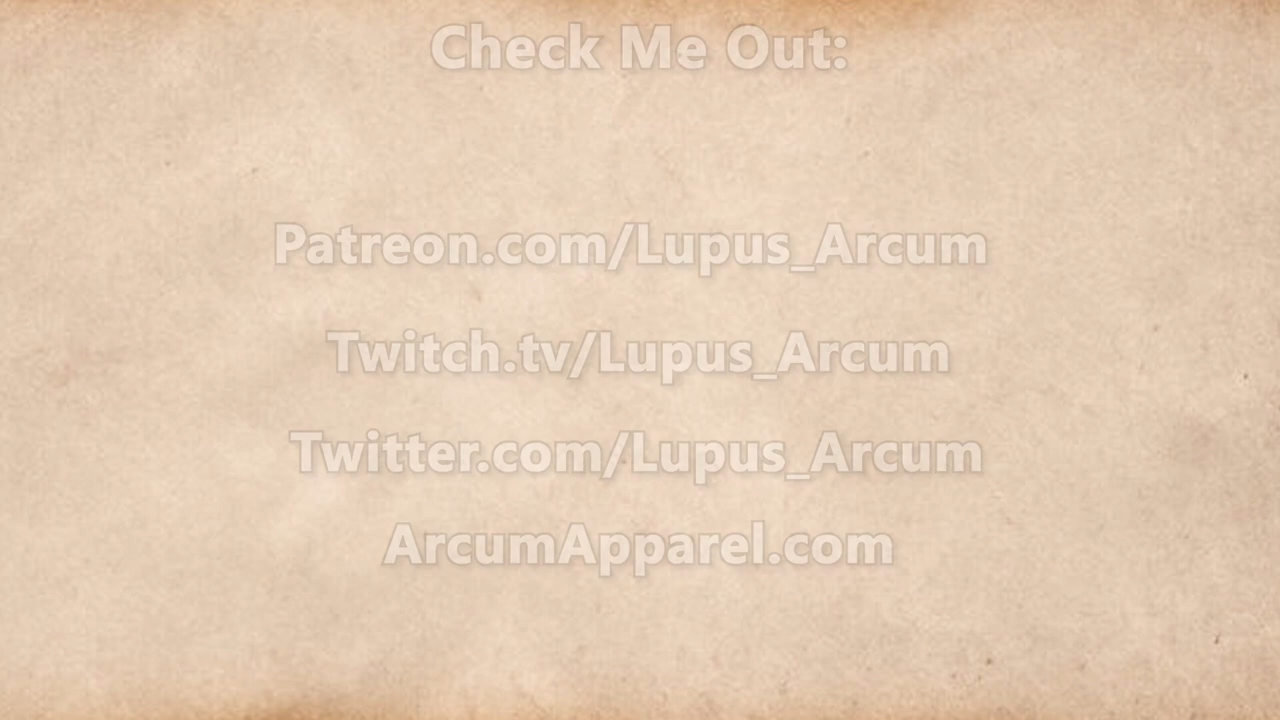 Check Me Out:
Patreon.com/Lupus_Arcum
Twitch.tv/Lupus_Arcum
Twitter.com/Lupus_Arcum
ArcumApparel.com